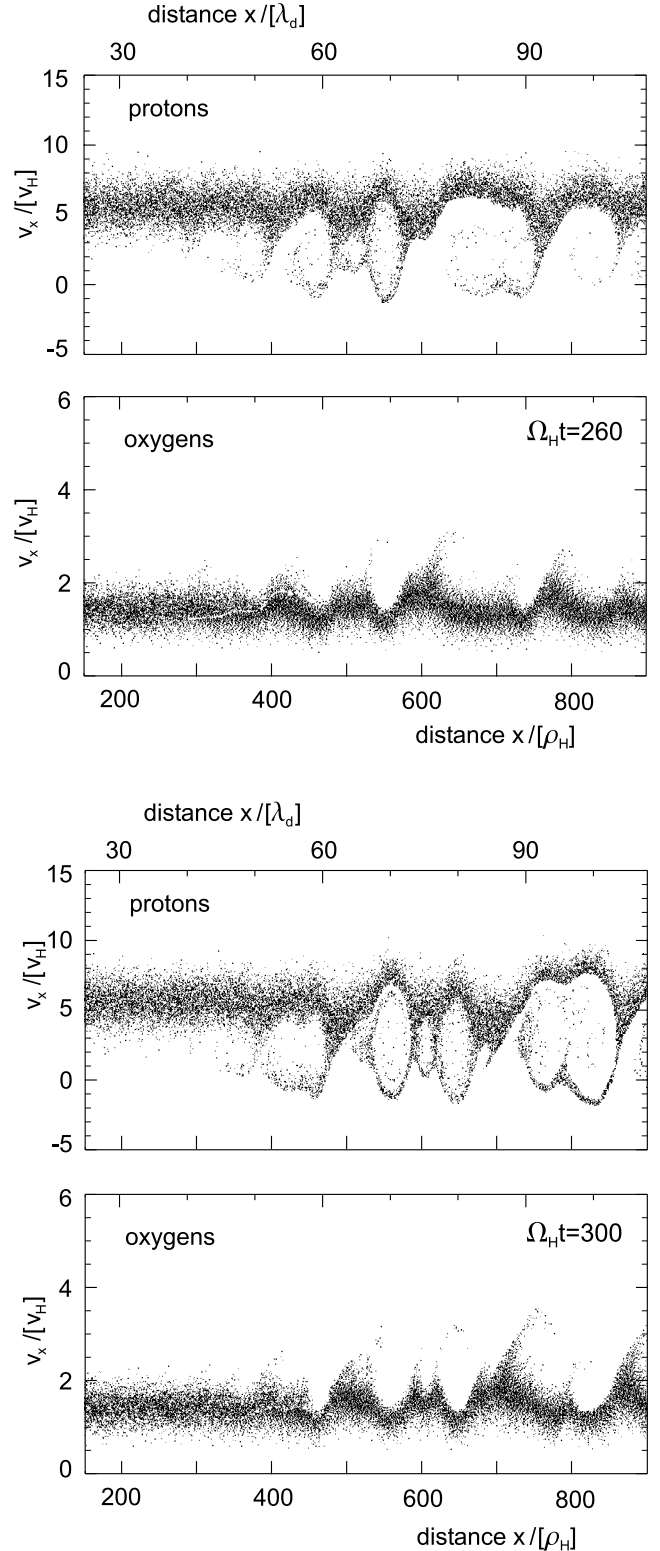 distance x/[λd]
30 60 90
15
protons
10
5
0
-5
vx/[vH]
6
oxygens ΩHt=260
4
2
0
vx/[vH]
200 400 600 800
distance x/[ρH]
distance x/[λd]
30 60 90
15
protons
10
5
0
-5
vx/[vH]
6
oxygens ΩHt=300
4
2
0
vx/[vH]
200 400 600 800
distance x/[ρH]